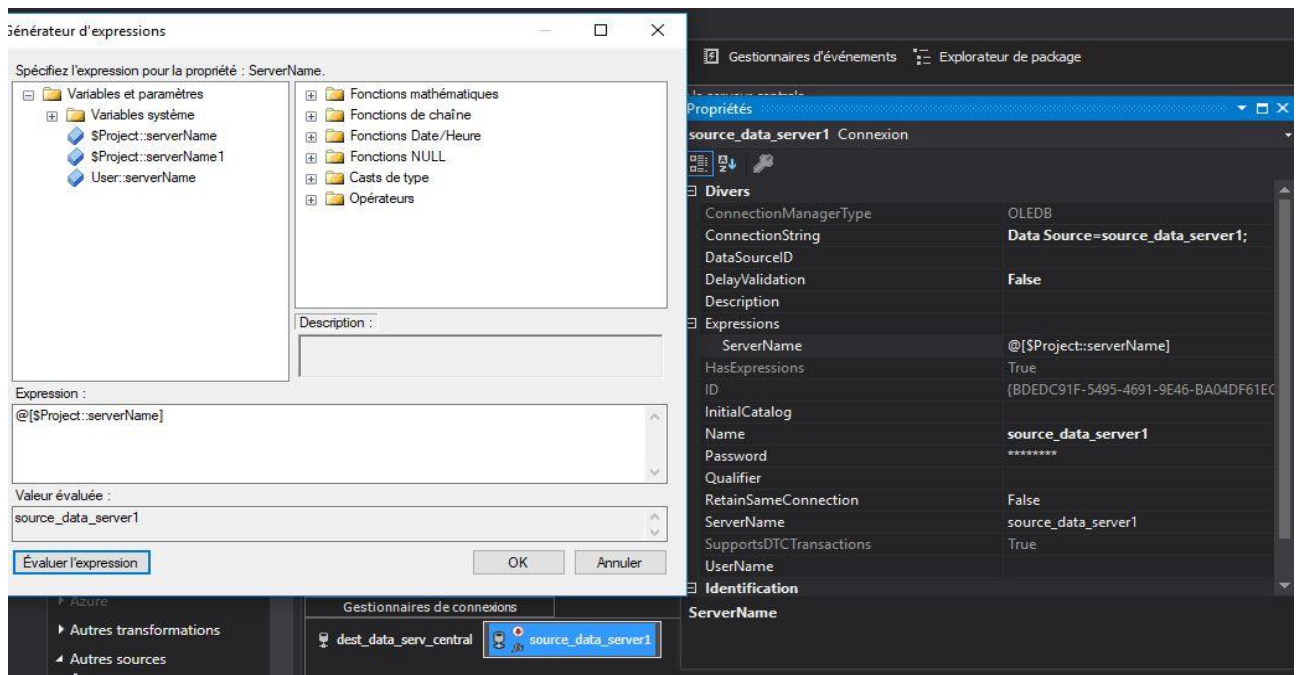 Générateur d'expressions
Spécifiez l'expression pour la propriété : ServerName.
Variables et paramètres
Variables système
$Project::serverName
$Project::serverName1
User::serverName
Fonctions mathématiques
Fonctions de chaîne
Fonctions Date/Heure
Fonctions NULL
Casts de type
Opérateurs
Description :
Expression :
@[$Project::serverName]
Valeur évaluée :
source_data_server1
Évaluer l'expression
OK Annuler
Gestionnaires d'événements Explorateur de package
Propriétés
source_data_server1 Connexion
Divers
ConnectionManagerType OLEDB
ConnectionString Data Source=source_data_server1;
DataSourceID
DelayValidation False
Description
Expressions
ServerName @[$Project::serverName]
HasExpressions True
ID {BDEDC91F-5495-4691-9E46-BA04DF61EC
InitialCatalog
Name source_data_server1
Password ********
Qualifier
RetainSameConnection False
ServerName source_data_server1
SupportsDTCTransactions True
UserName
Identification
ServerName
Azure
Autres transformations
Autres sources
Gestionnaires de connexions
dest_data_serv_central source_data_server1